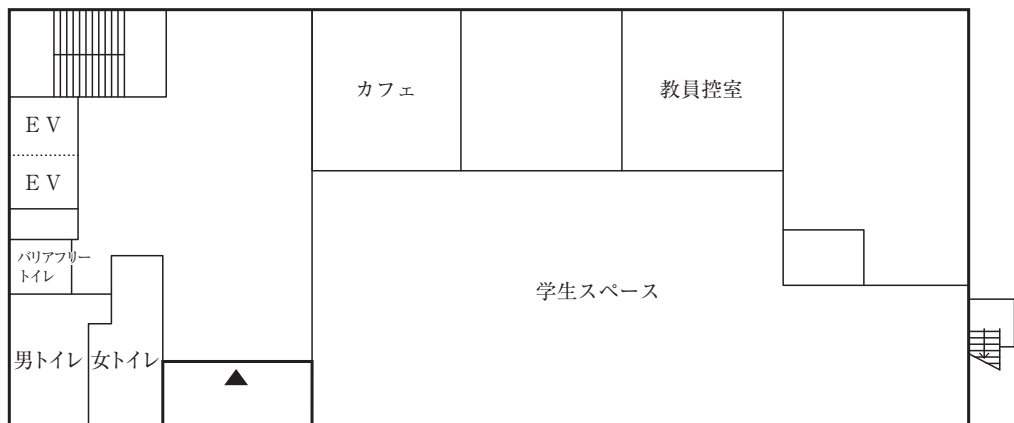 カフェ
教員控室
ＥＶ
ＥＶ
バリアフリー
トイレ
学生スペース
男トイレ
女トイレ